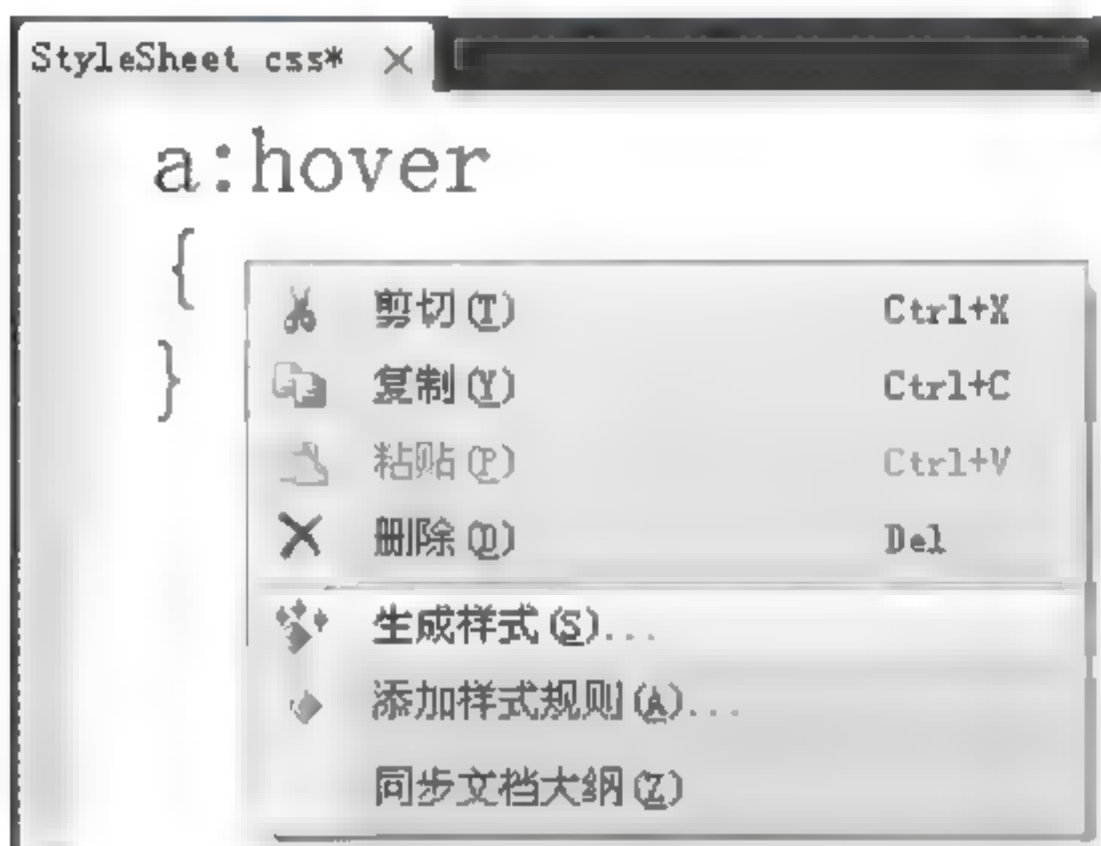 StyleSheet css* ×
a:hover
{
}
剪切(T) Ctrl+X
复制(Y) Ctrl+C
粘贴(P) Ctrl+V
删除(D) Del
生成样式(S)...
添加样式规则(A)...
同步文档大纲(Z)